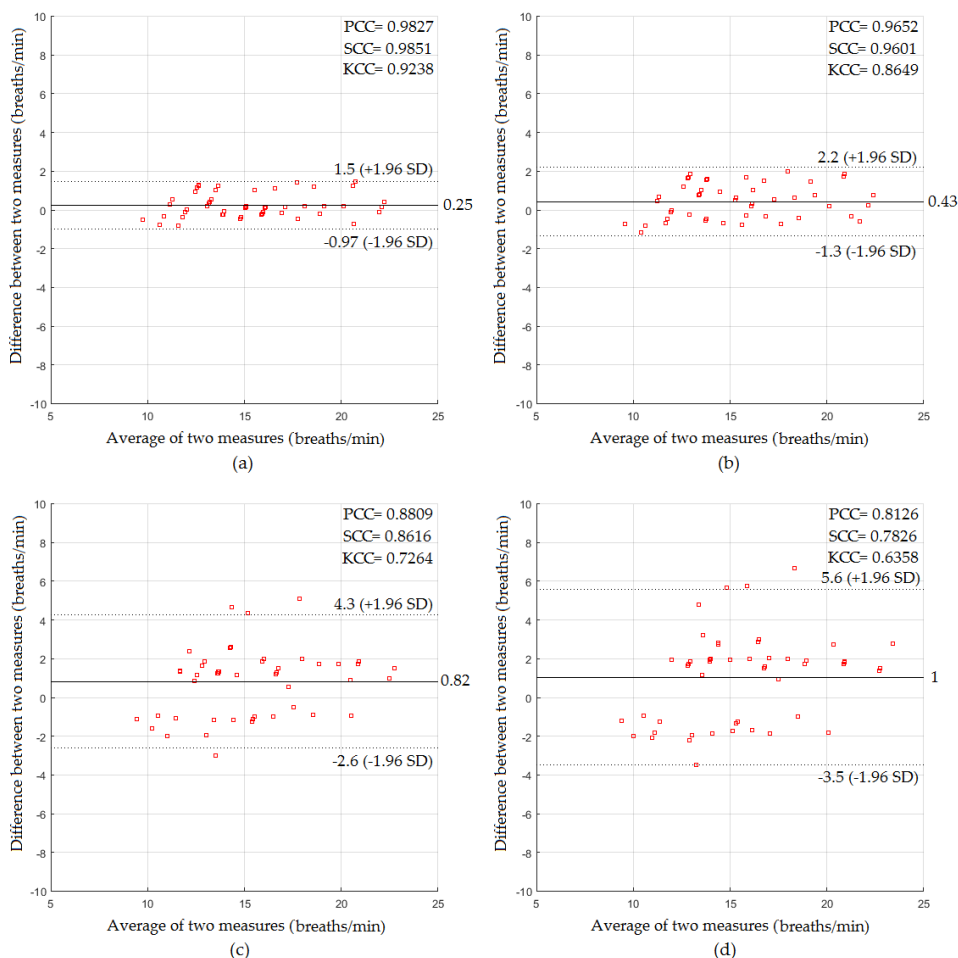 10
8
6
4
2
0
-2
-4
-6
-8
-10
5
10
15
20
25
Difference between two measures (breaths/min)
PCC= 0.9827
SCC= 0.9851
KCC= 0.9238
1.5 (+1.96 SD)
0.25
-0.97 (-1.96 SD)
Average of two measures (breaths/min)
(a)
10
8
6
4
2
0
-2
-4
-6
-8
-10
5
10
15
20
25
Difference between two measures (breaths/min)
PCC= 0.9652
SCC= 0.9601
KCC= 0.8649
2.2 (+1.96 SD)
0.43
-1.3 (-1.96 SD)
Average of two measures (breaths/min)
(b)
10
8
6
4
2
0
-2
-4
-6
-8
-10
5
10
15
20
25
Difference between two measures (breaths/min)
PCC= 0.8809
SCC= 0.8616
KCC= 0.7264
4.3 (+1.96 SD)
0.82
-2.6 (-1.96 SD)
Average of two measures (breaths/min)
(c)
10
8
6
4
2
0
-2
-4
-6
-8
-10
5
10
15
20
25
Difference between two measures (breaths/min)
PCC= 0.8126
SCC= 0.7826
KCC= 0.6358
5.6 (+1.96 SD)
1
-3.5 (-1.96 SD)
Average of two measures (breaths/min)
(d)